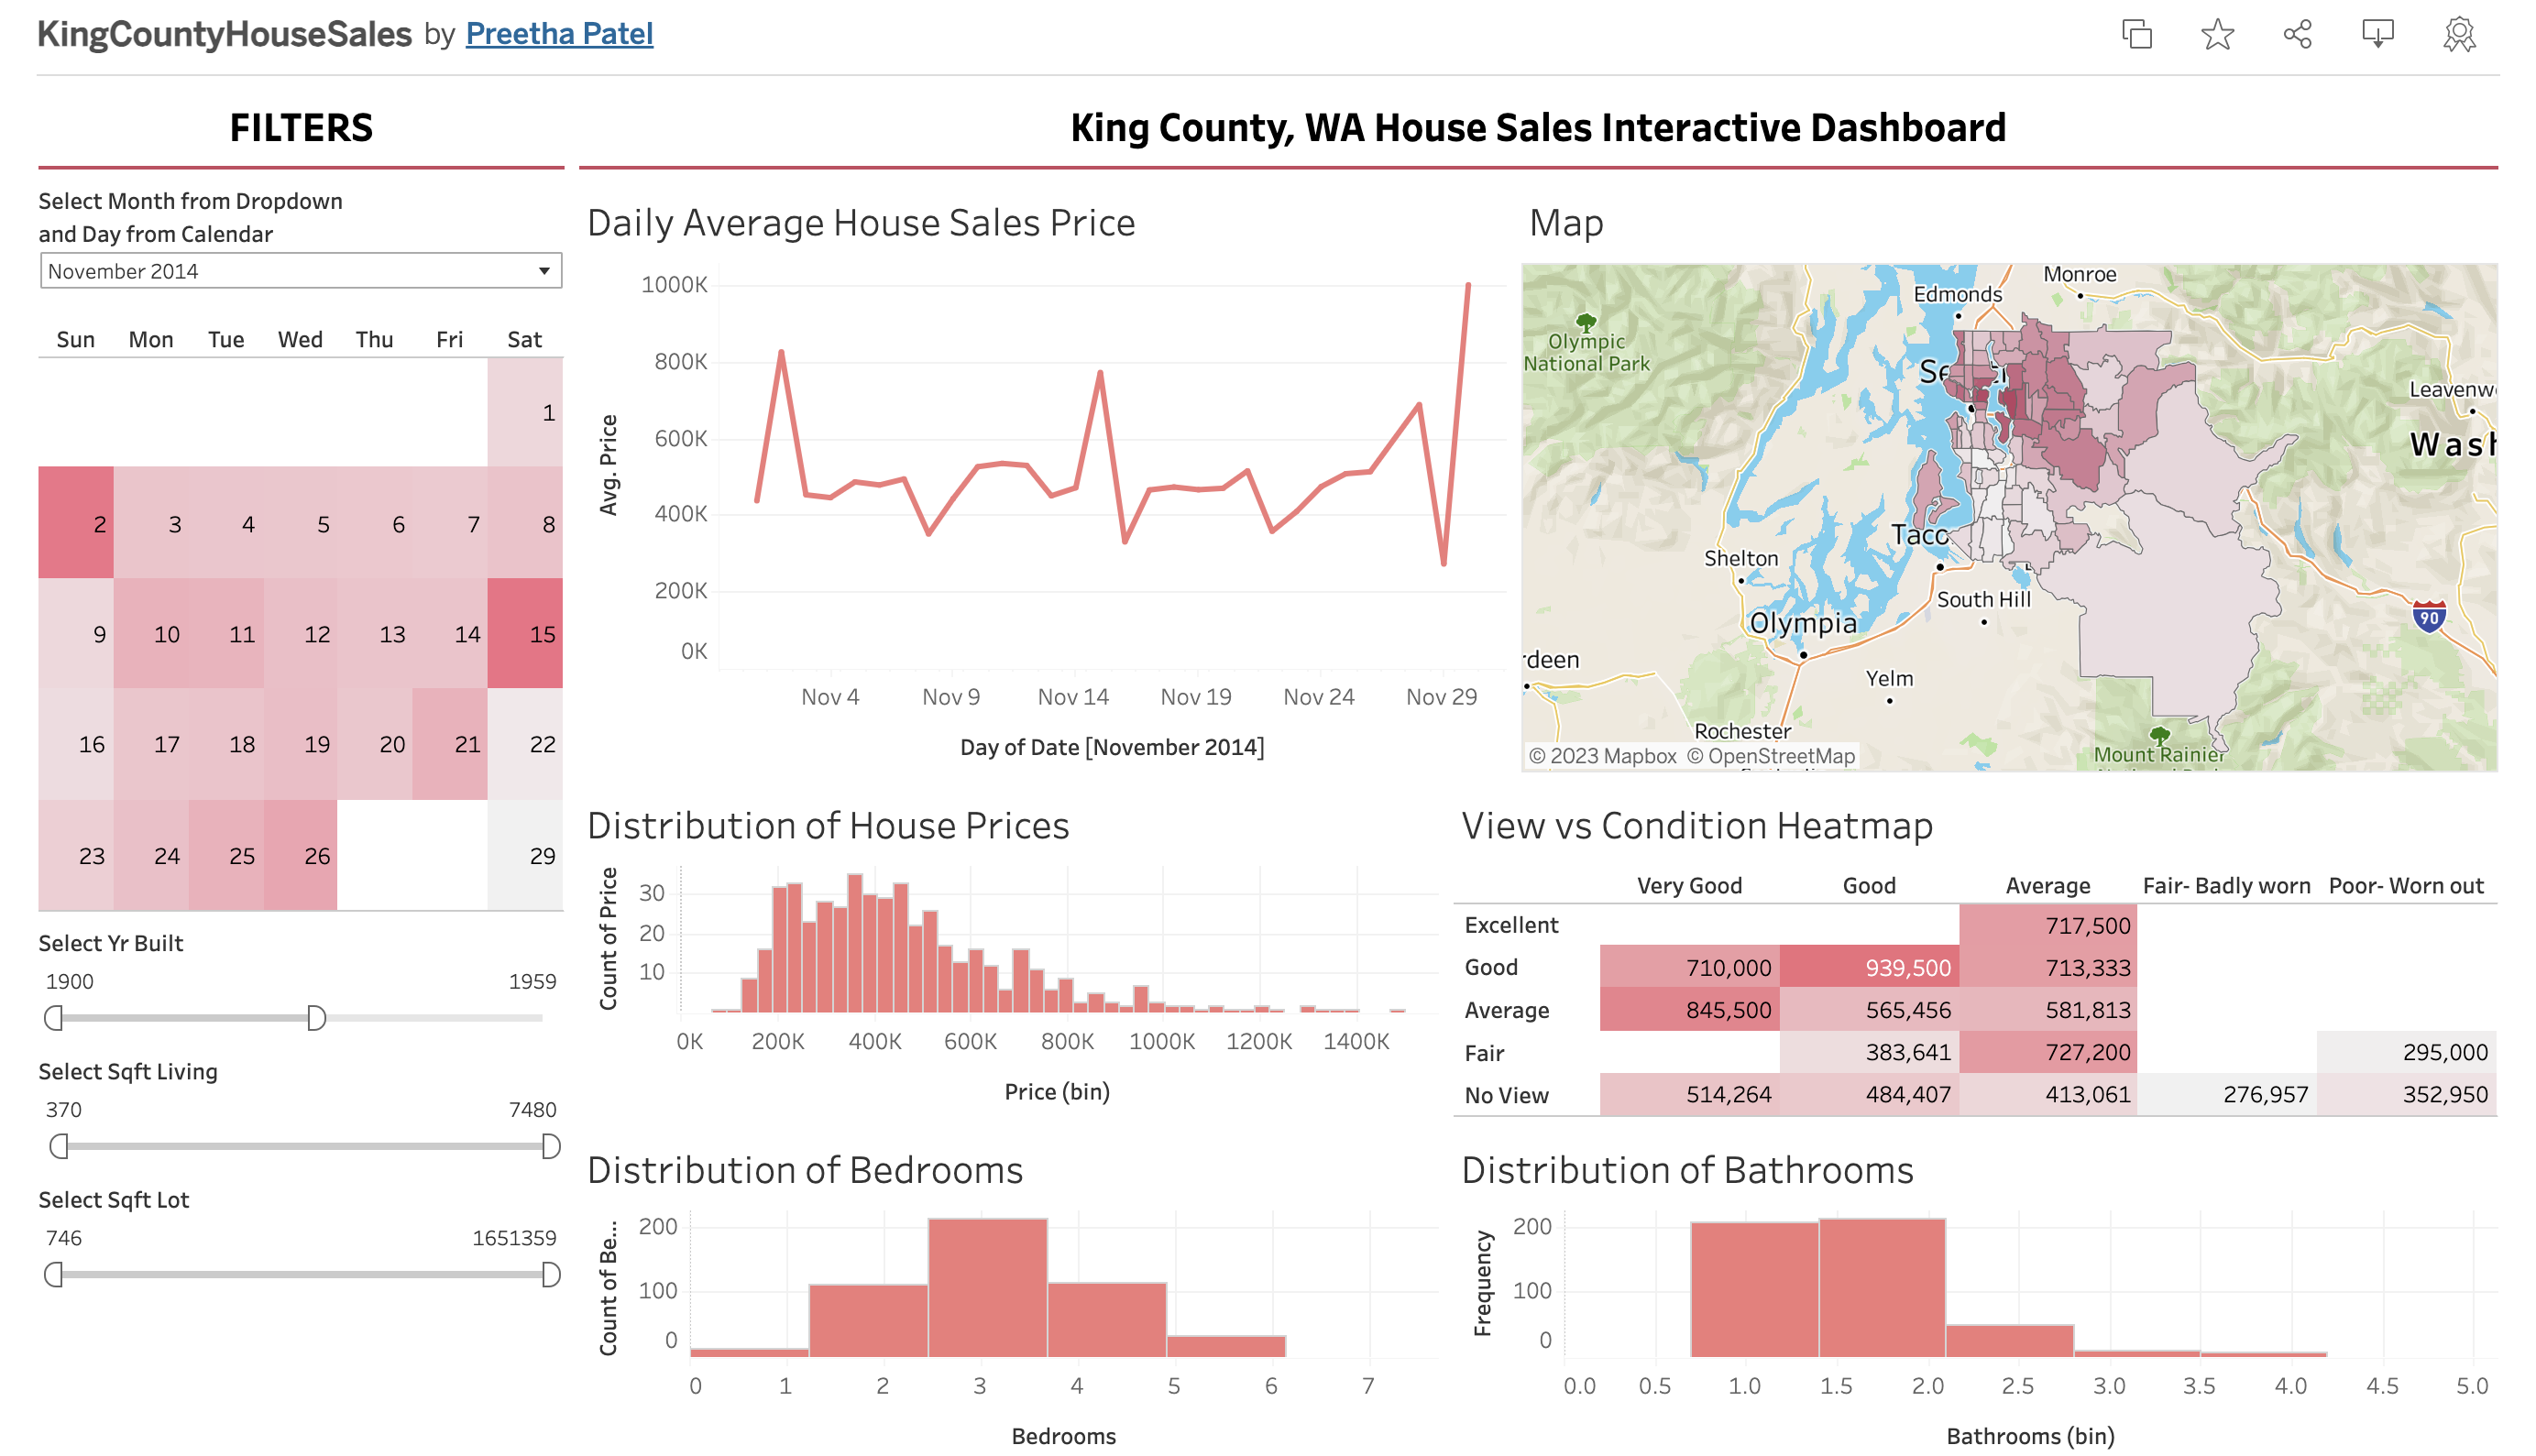 KingCountyHouseSales by Preetha Patel
FILTERS
King County, WA House Sales Interactive Dashboard
Select Month from Dropdown
and Day from Calendar
November 2014
Sun Mon Tue Wed Thu Fri Sat
1
2 3 4 5 6 7 8
9 10 11 12 13 14 15
16 17 18 19 20 21 22
23 24 25 26 29
Select Yr Built
1900 1959
Select Sqft Living
370 7480
Select Sqft Lot
746 1651359
Daily Average House Sales Price
Avg. Price
1000K
800K
600K
400K
200K
0K
Nov 4 Nov 9 Nov 14 Nov 19 Nov 24 Nov 29
Day of Date [November 2014]
Map
Monroe
Edmonds
Olympic
National Park
Leavenw
Wash
Taco
Shelton
South Hill
Olympia
90
rdeen
Yelm
Rochester
Mount Rainier
© 2023 Mapbox © OpenStreetMap
Distribution of House Prices
Count of Price
30
20
10
0K 200K 400K 600K 800K 1000K 1200K 1400K
Price (bin)
View vs Condition Heatmap
Very Good Good Average Fair- Badly worn Poor- Worn out
Excellent 717,500
Good 710,000 939,500 713,333
Average 845,500 565,456 581,813
Fair 383,641 727,200 295,000
No View 514,264 484,407 413,061 276,957 352,950
Distribution of Bedrooms
Count of Be...
200
100
0
0 1 2 3 4 5 6 7
Bedrooms
Distribution of Bathrooms
Frequency
200
100
0
0.0 0.5 1.0 1.5 2.0 2.5 3.0 3.5 4.0 4.5 5.0
Bathrooms (bin)